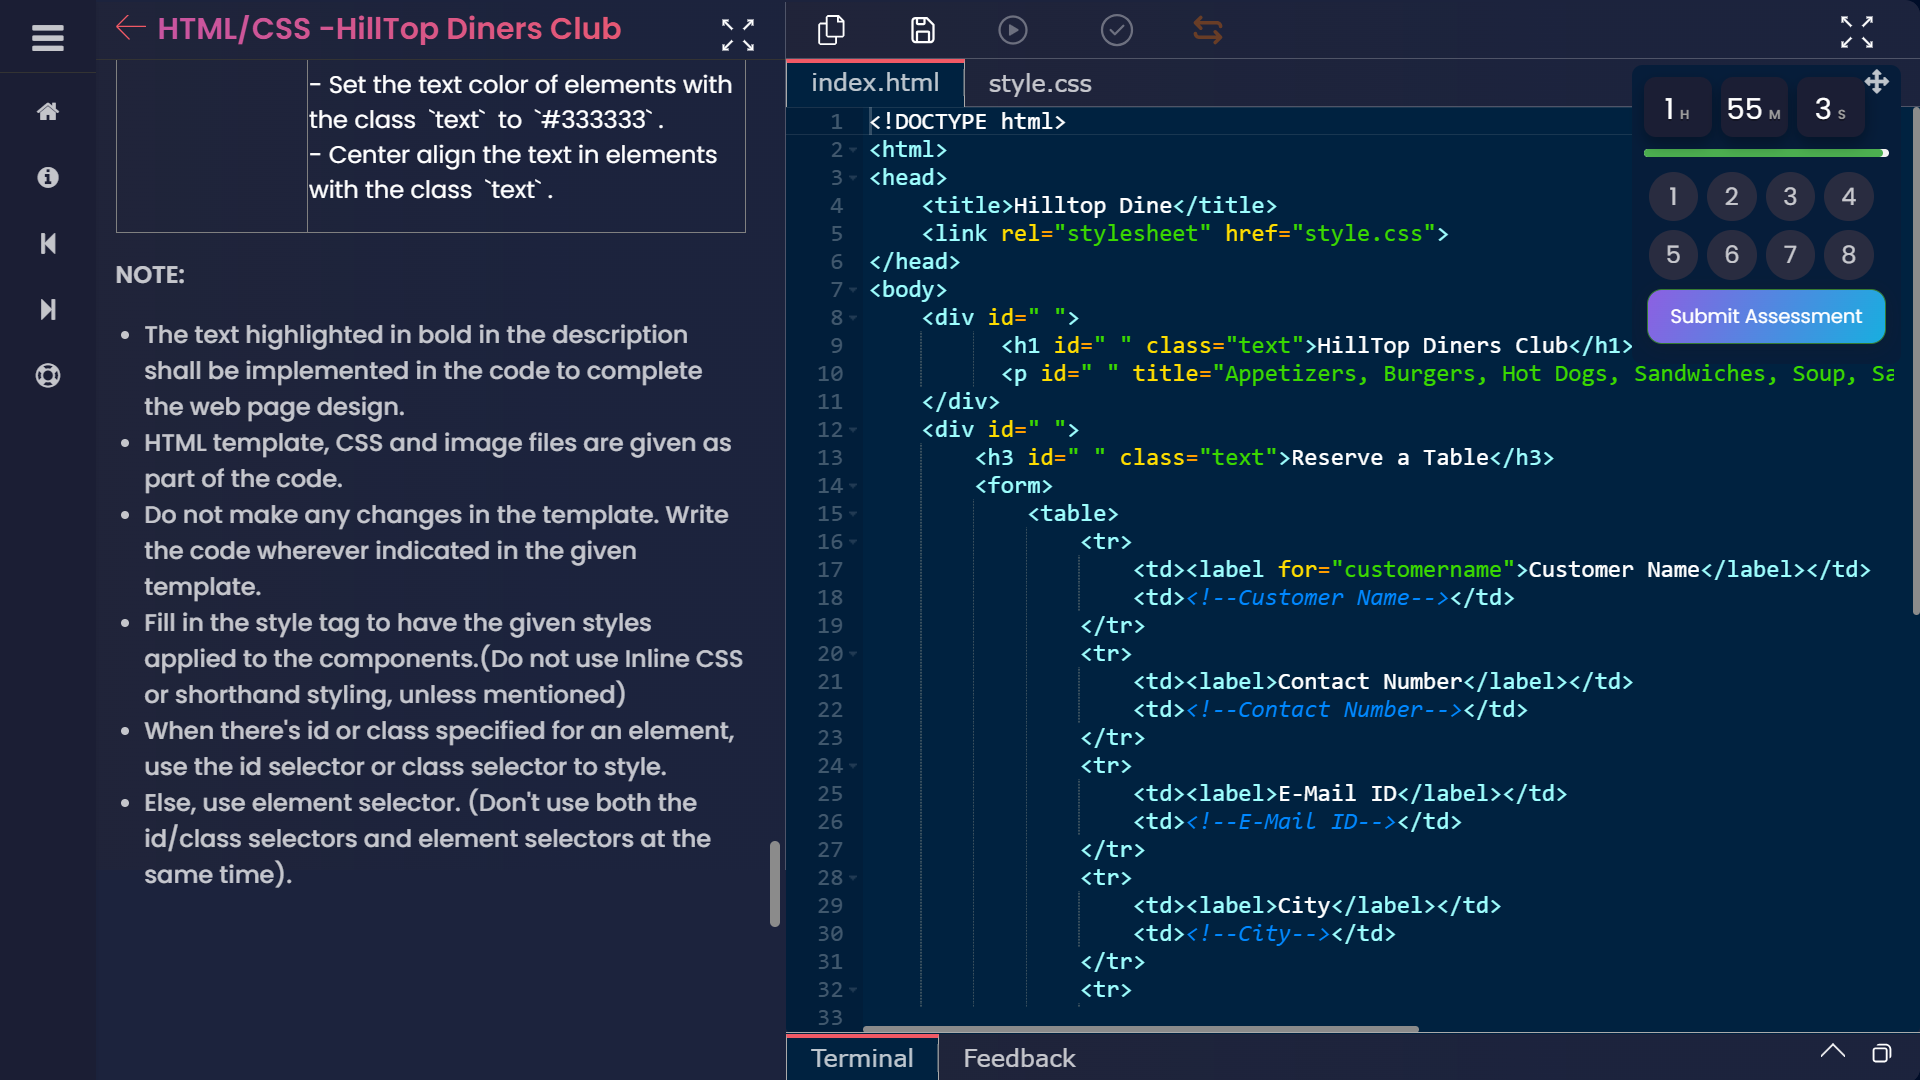 HTML/CSS -HillTop Diners Club
- Set the text color of elements with
the class `text` to `#333333`.
- Center align the text in elements
with the class `text`.
NOTE:
• The text highlighted in bold in the description
shall be implemented in the code to complete
the web page design.
• HTML template, CSS and image files are given as
part of the code.
• Do not make any changes in the template. Write
the code wherever indicated in the given
template.
• Fill in the style tag to have the given styles
applied to the components.(Do not use Inline CSS
or shorthand styling, unless mentioned)
• When there's id or class specified for an element,
use the id selector or class selector to style.
• Else, use element selector. (Don't use both the
id/class selectors and element selectors at the
same time).
index.html
style.css
1 <!DOCTYPE html>
2 <html>
3 <head>
4 <title>Hilltop Dine</title>
5 <link rel="stylesheet" href="style.css">
6 </head>
7 <body>
8 <div id=" ">
9 <h1 id=" " class="text">HillTop Diners Club</h1>
10 <p id=" " title="Appetizers, Burgers, Hot Dogs, Sandwiches, Soup, Sa
11 </div>
12 <div id=" ">
13 <h3 id=" " class="text">Reserve a Table</h3>
14 <form>
15 <table>
16 <tr>
17 <td><label for="customername">Customer Name</label></td>
18 <td><!--Customer Name--></td>
19 </tr>
20 <tr>
21 <td><label>Contact Number</label></td>
22 <td><!--Contact Number--></td>
23 </tr>
24 <tr>
25 <td><label>E-Mail ID</label></td>
26 <td><!--E-Mail ID--></td>
27 </tr>
28 <tr>
29 <td><label>City</label></td>
30 <td><!--City--></td>
31 </tr>
32 <tr>
33
1 H 55 M 3 S
1 2 3 4
5 6 7 8
Submit Assessment
Terminal
Feedback